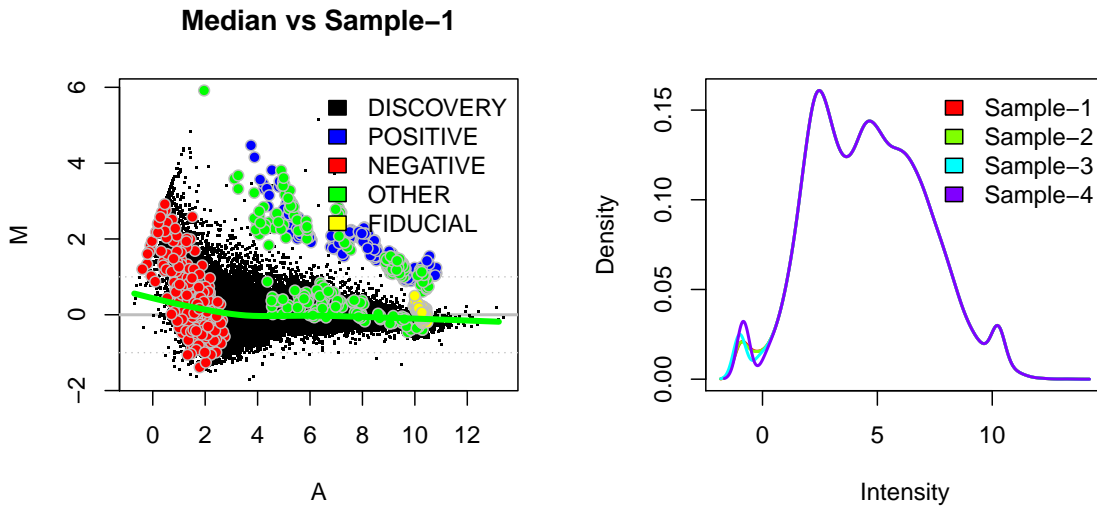 Median vs Sample−1
M
6
4
2
0
−2
DISCOVERY
POSITIVE
NEGATIVE
OTHER
FIDUCIAL
0 2 4 6 8 10 12
A
Density
0.15
0.10
0.05
0.00
Sample−1
Sample−2
Sample−3
Sample−4
0 5 10
Intensity